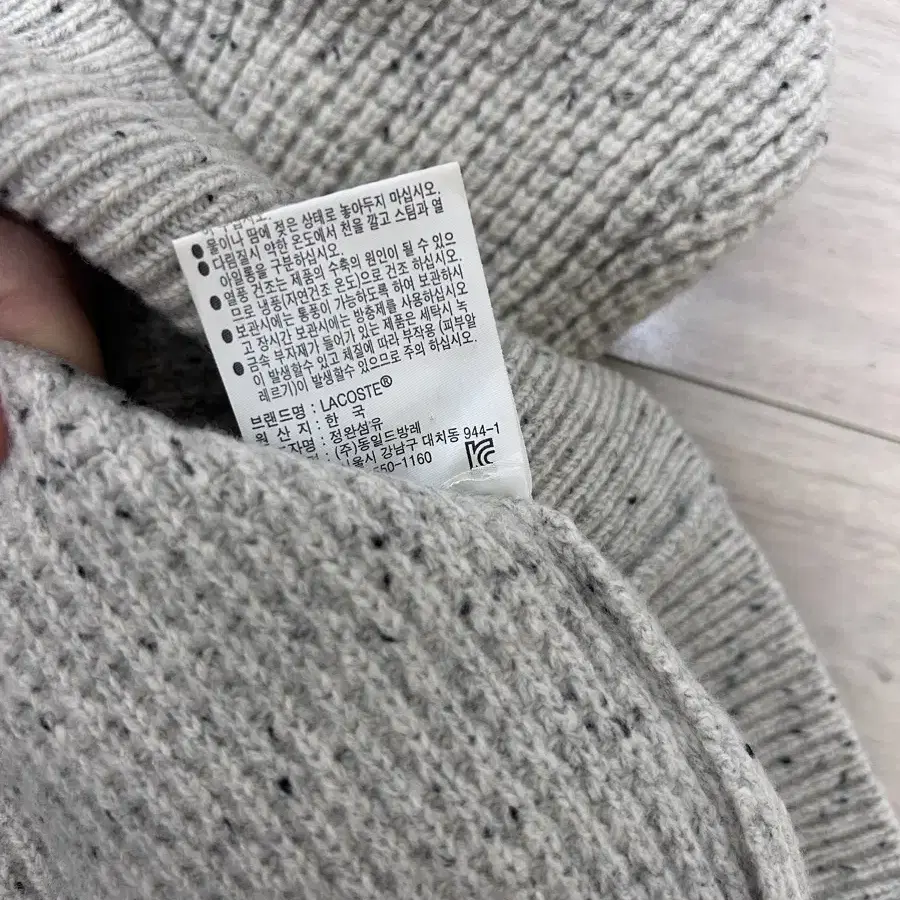 물이나 땀에 젖은 상태로 놓아두지 마십시오.
다림질시 약한 온도에서 천을 깔고 스팀과 열
아일롱을 구분하십시오.
열풍 건조는 제품의 수축의 원인이 될 수 있으
므로 냉풍(자연건조 온도)으로 건조 하십시오.
보관시에는 통풍이 가능하도록 하여 보관하시
고 장시간 보관시에는 방충제를 사용하십시오
금속 부자재가 들어가 있는 제품은 세탁시 녹
이 발생할수 있고 체질에 따라 부작용 (피부알
레르기)이 발생할수 있으므로 주의 하십시오.
브랜드명 : LACOSTE®
원 산 지 : 한 국
자명 : 정완섬유
: (주)동일드방레
서울시 강남구 대치동 944-1
550-1160